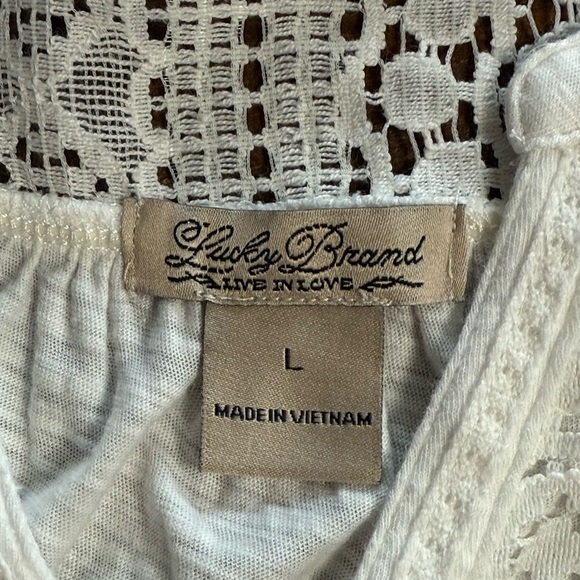 Lucky Brand
LIVE IN LOVE
L
MADE IN VIETNAM